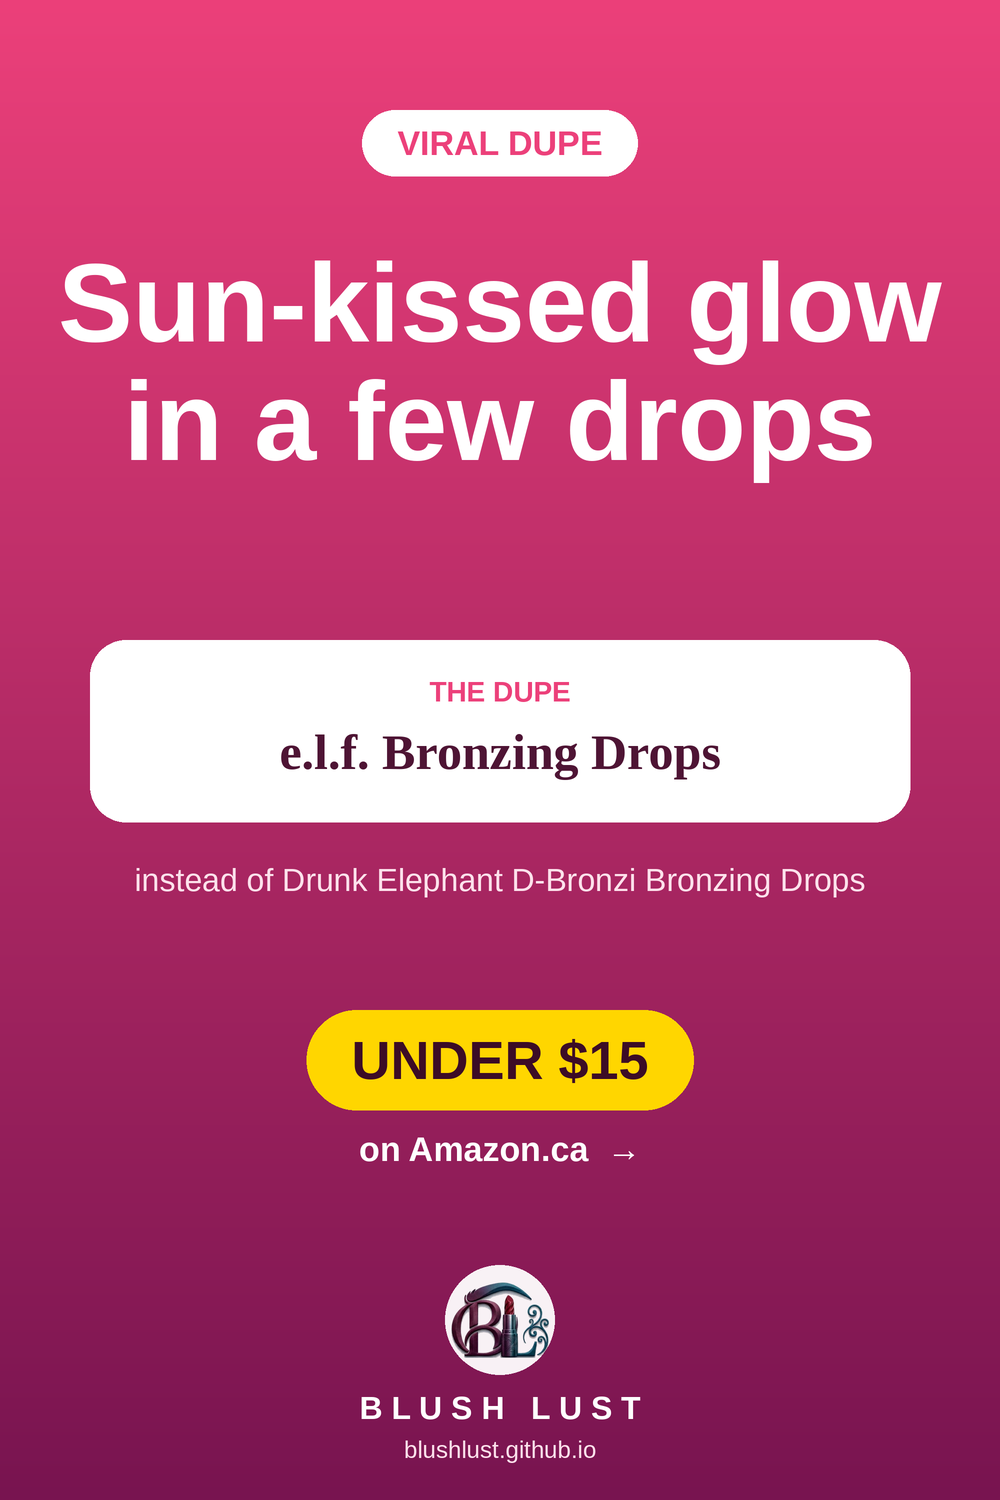 VIRAL DUPE
Sun-kissed glow
in a few drops
THE DUPE
e.l.f. Bronzing Drops
instead of Drunk Elephant D-Bronzi Bronzing Drops
UNDER $15
on Amazon.ca →
BL
BLUSH LUST
blushlust.github.io